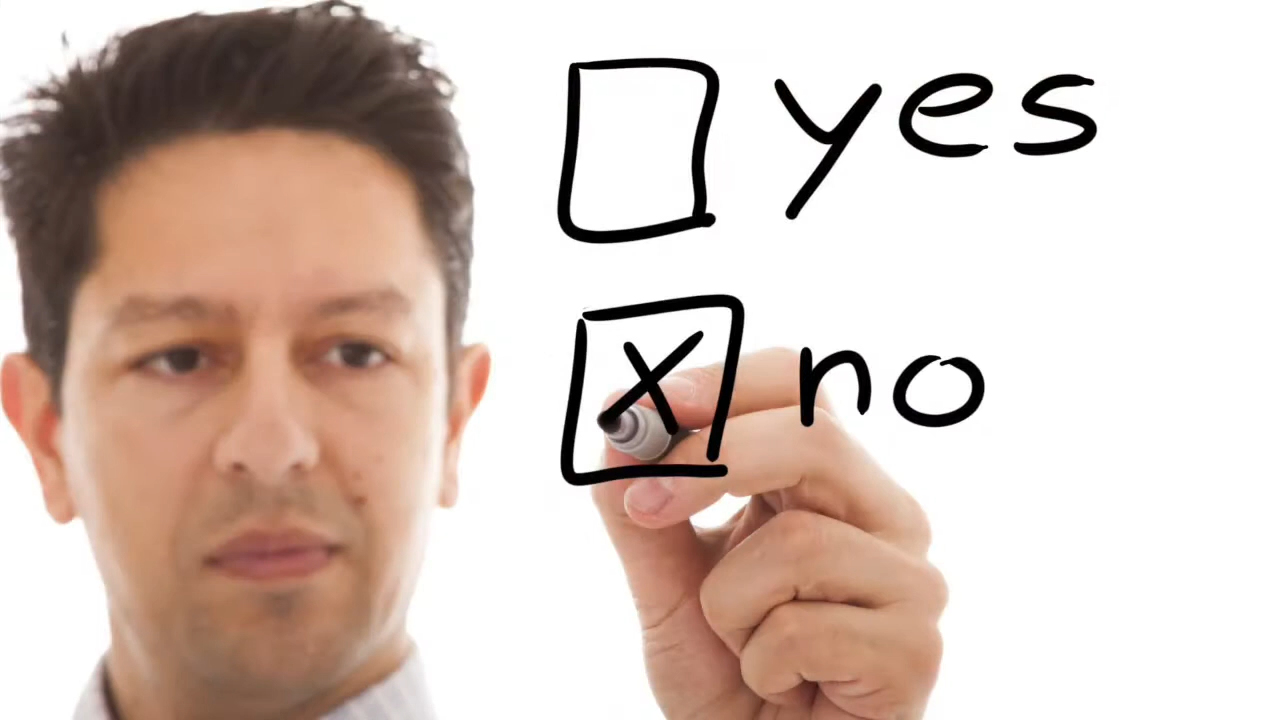 yes
x no